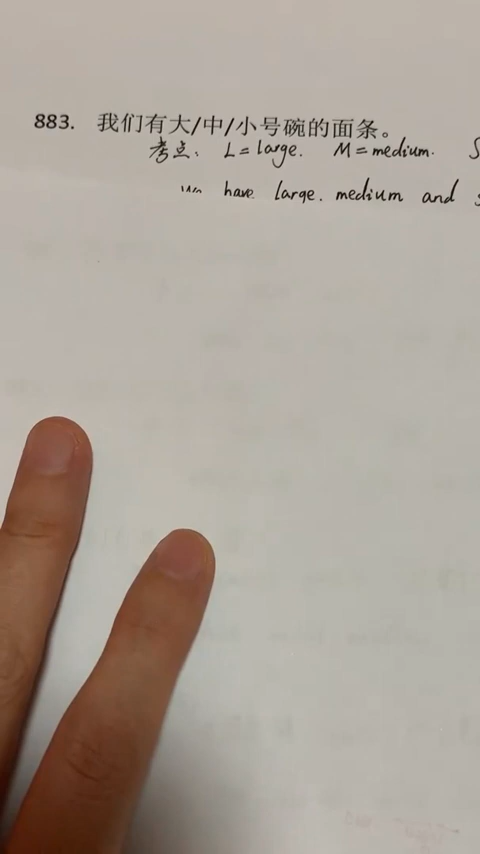 883. 我们有大/中/小号碗的面条。
考点: L=large. M=medium. S
We have large. medium and s